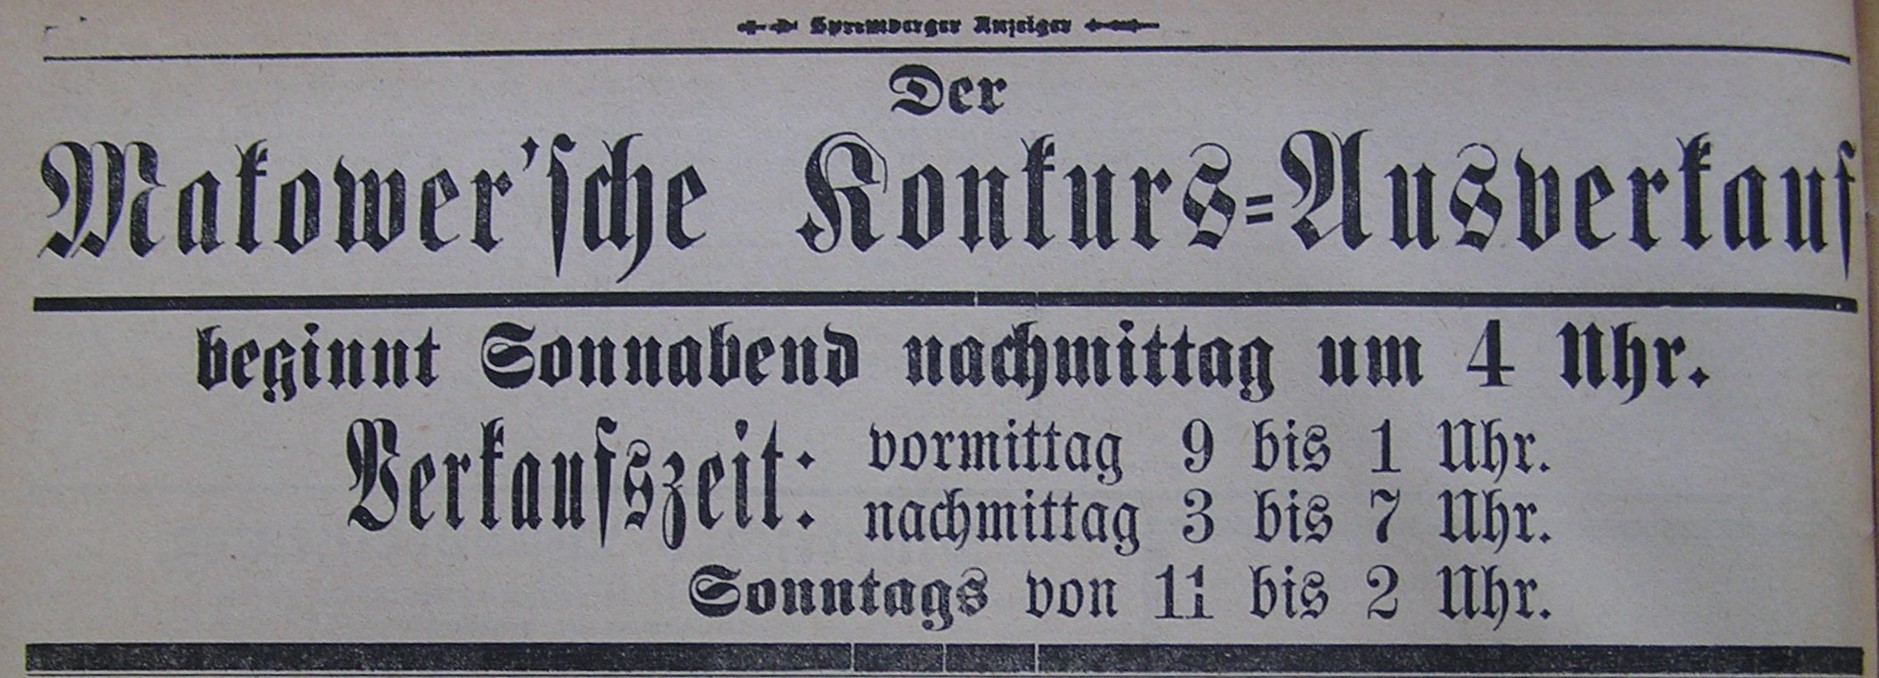 Spremberger Anzeiger
Der
Makower'sche Konkurs=Ausverkauf
beginnt Sonnabend nachmittag um 4 Uhr.
Verkaufszeit: vormittag 9 bis 1 Uhr.
nachmittag 3 bis 7 Uhr.
Sonntags von 11 bis 2 Uhr.